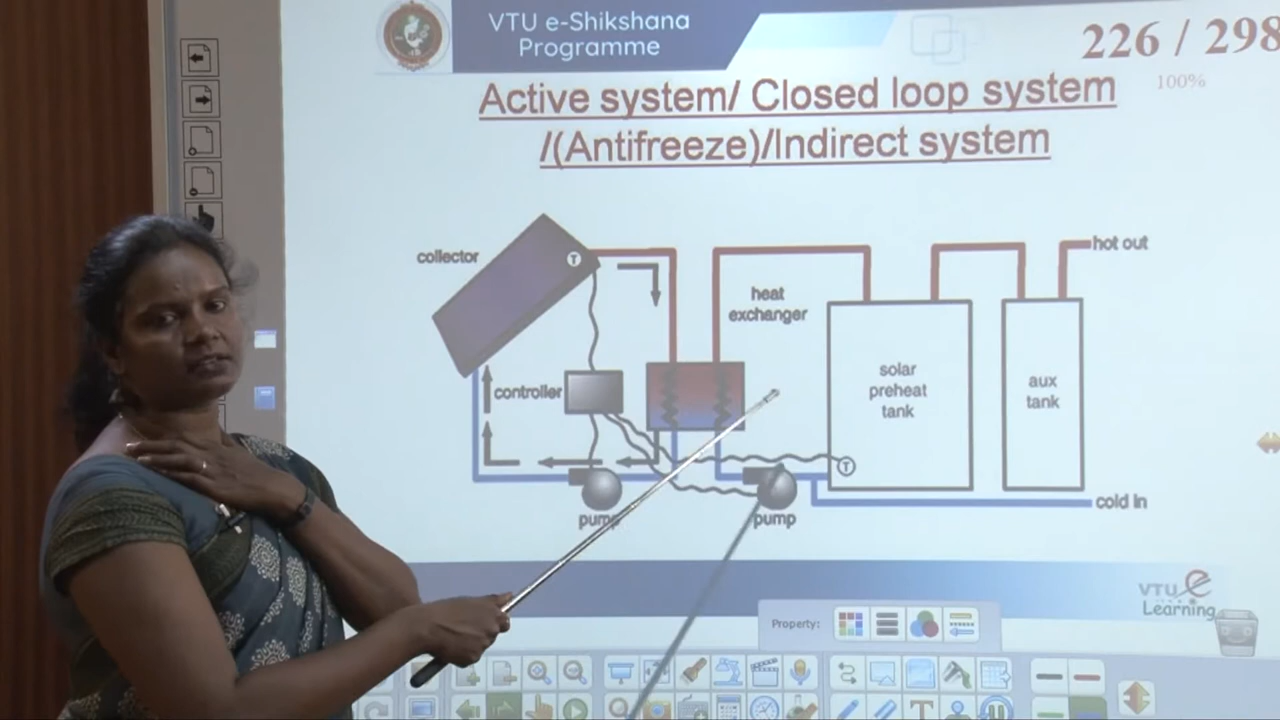 VTU e-Shikshana
Programme
226 / 298
100%
Active system/ Closed loop system
/(Antifreeze)/Indirect system
collector
T
hot out
heat
exchanger
controller
solar
preheat
tank
aux
tank
T
cold in
pump
pump
VTU e
Learning
Property: